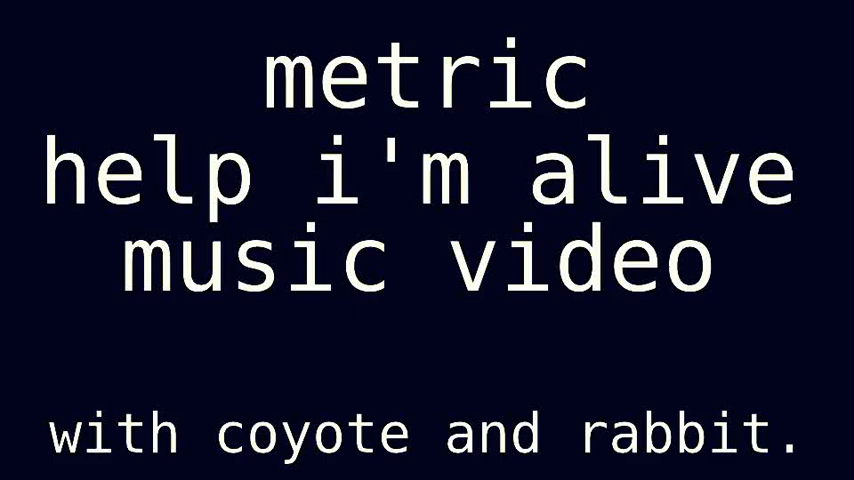 metric
help i'm alive
music video
with coyote and rabbit.